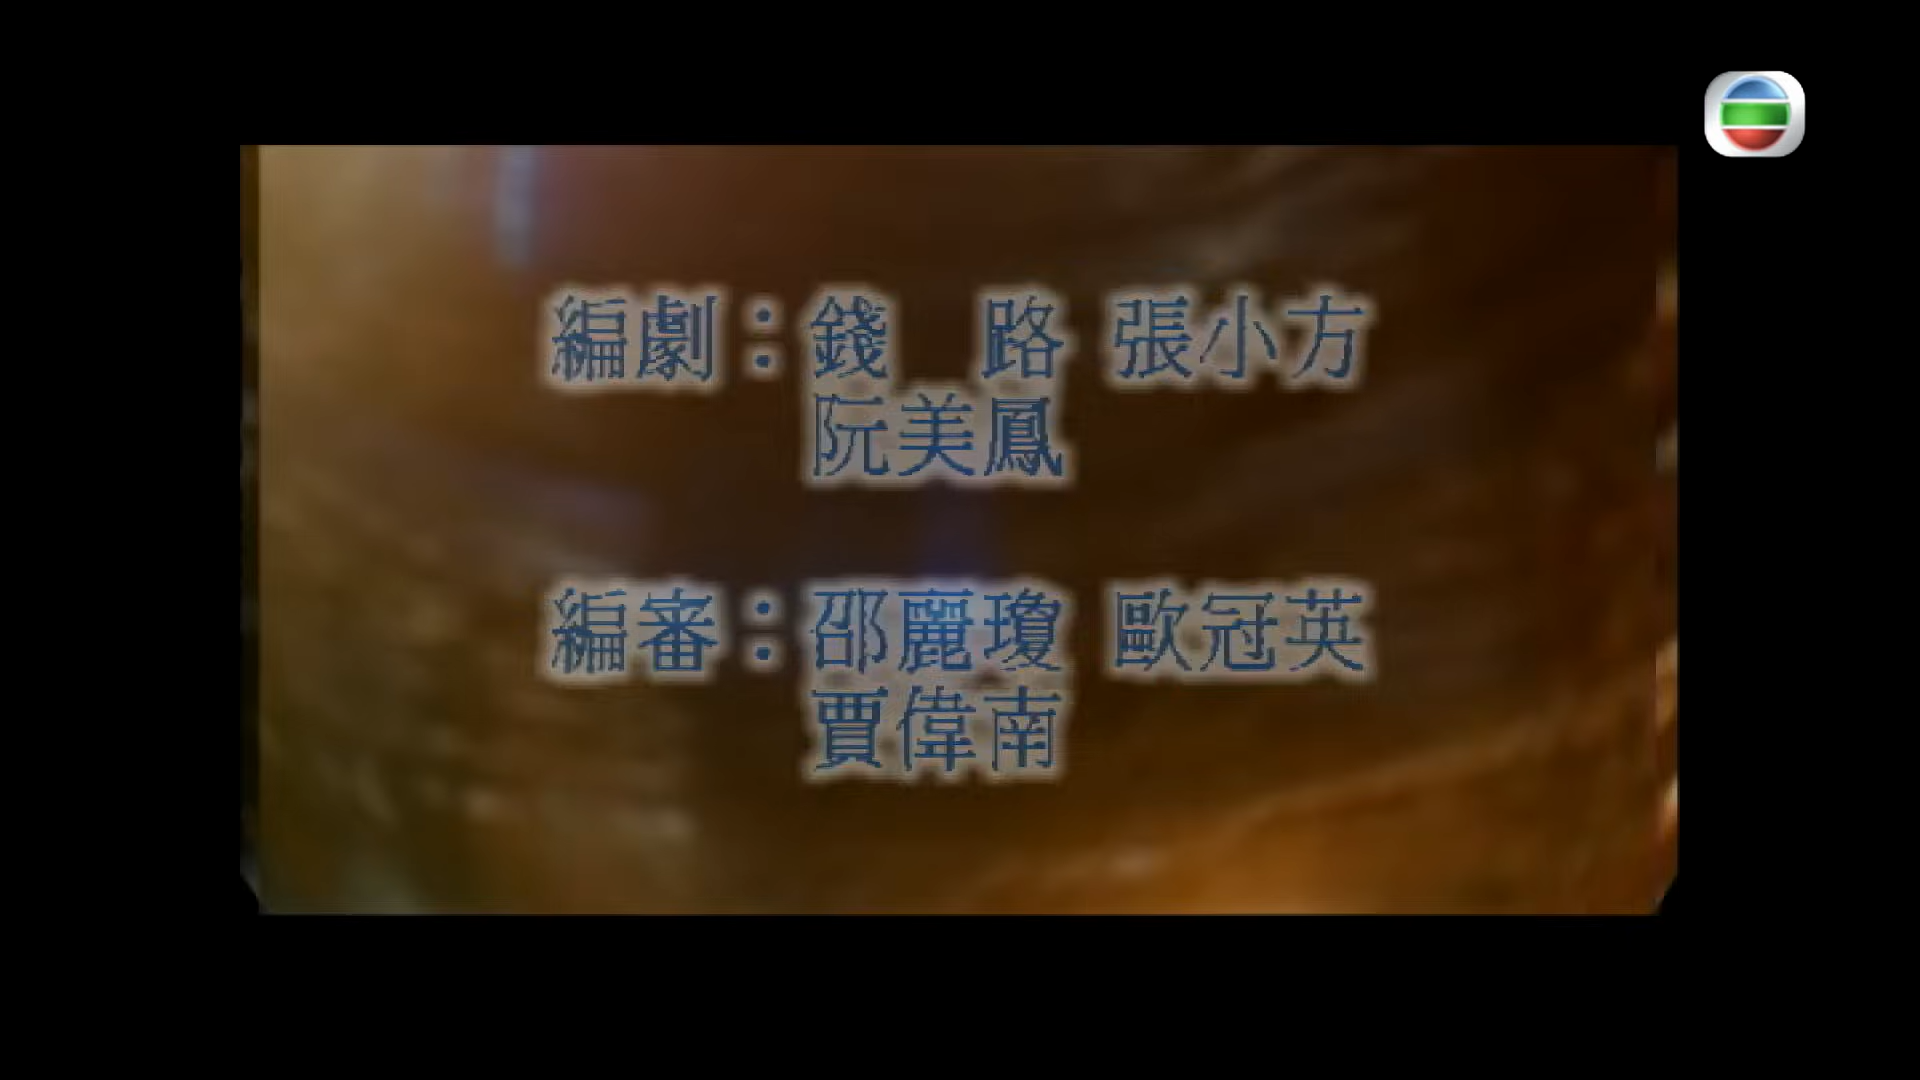 編劇：錢　路 張小方
阮美鳳
編審：邵麗瓊 歐冠英
賈偉南